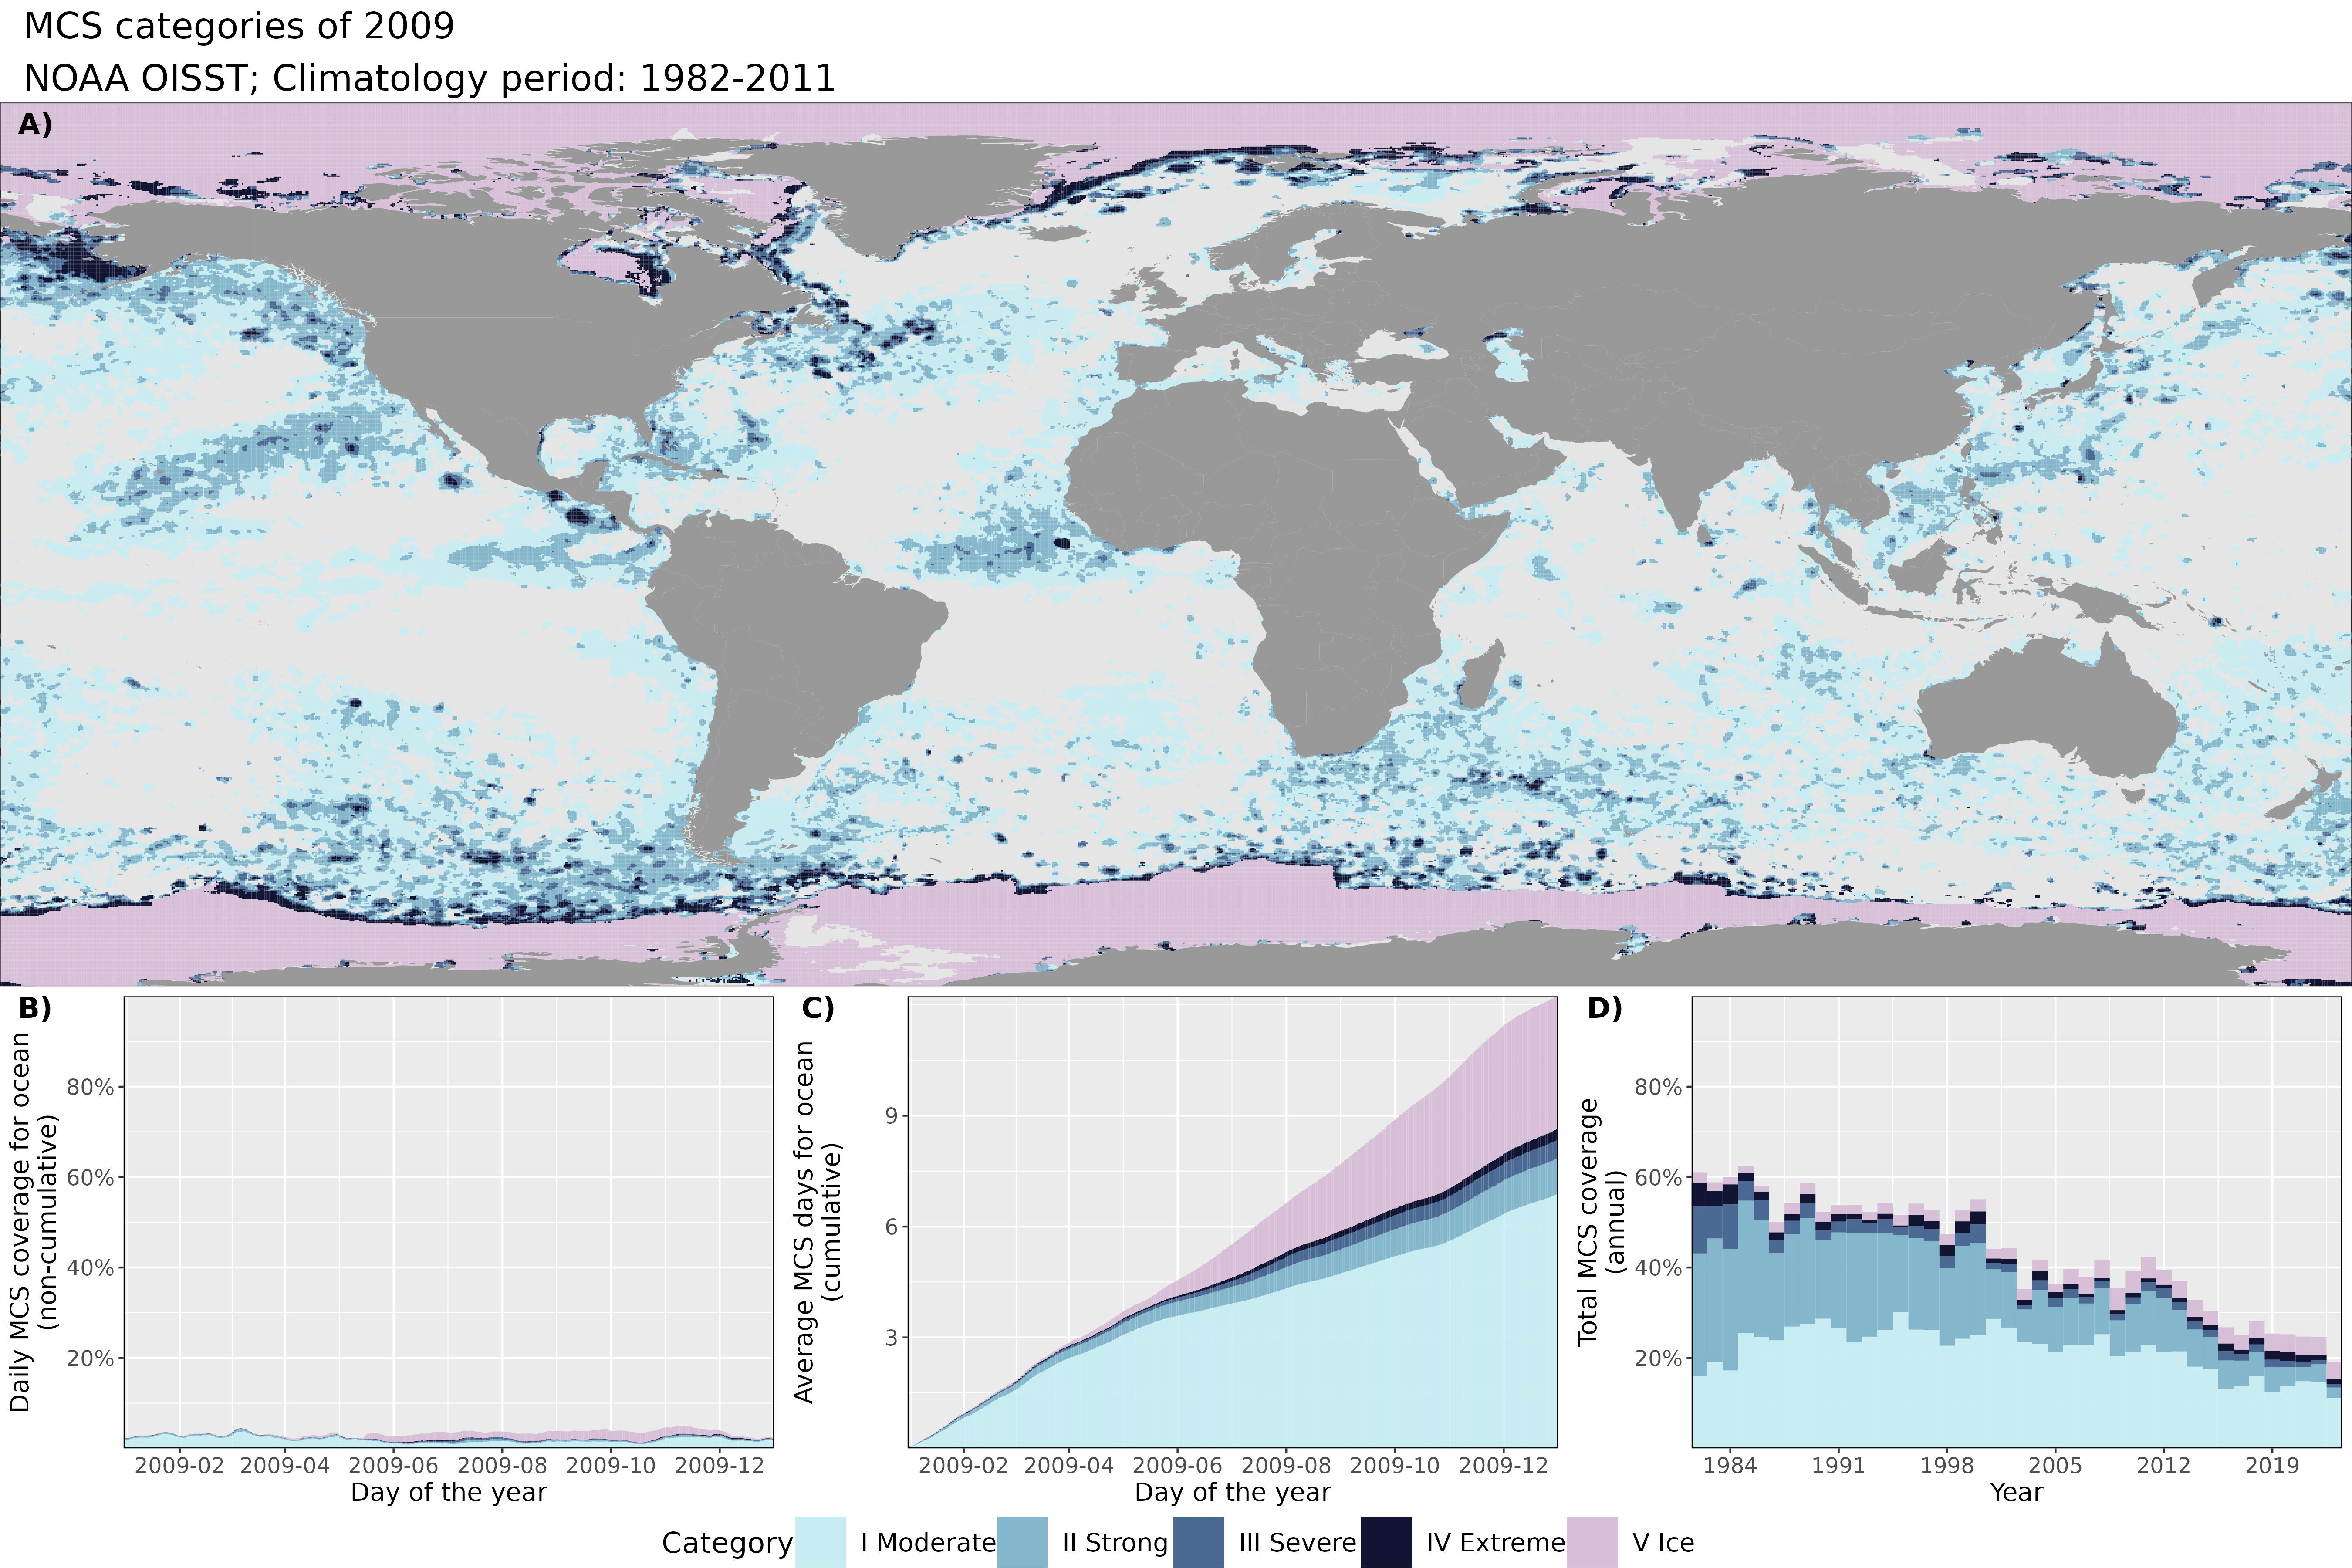 MCS categories of 2009
NOAA OISST; Climatology period: 1982-2011
A)
B)
Daily MCS coverage for ocean
(non-cumulative)
80%
60%
40%
20%
2009-02 2009-04 2009-06 2009-08 2009-10 2009-12
Day of the year
C)
Average MCS days for ocean
(cumulative)
9
6
3
2009-02 2009-04 2009-06 2009-08 2009-10 2009-12
Day of the year
D)
Total MCS coverage
(annual)
80%
60%
40%
20%
1984 1991 1998 2005 2012 2019
Year
Category I Moderate II Strong III Severe IV Extreme V Ice